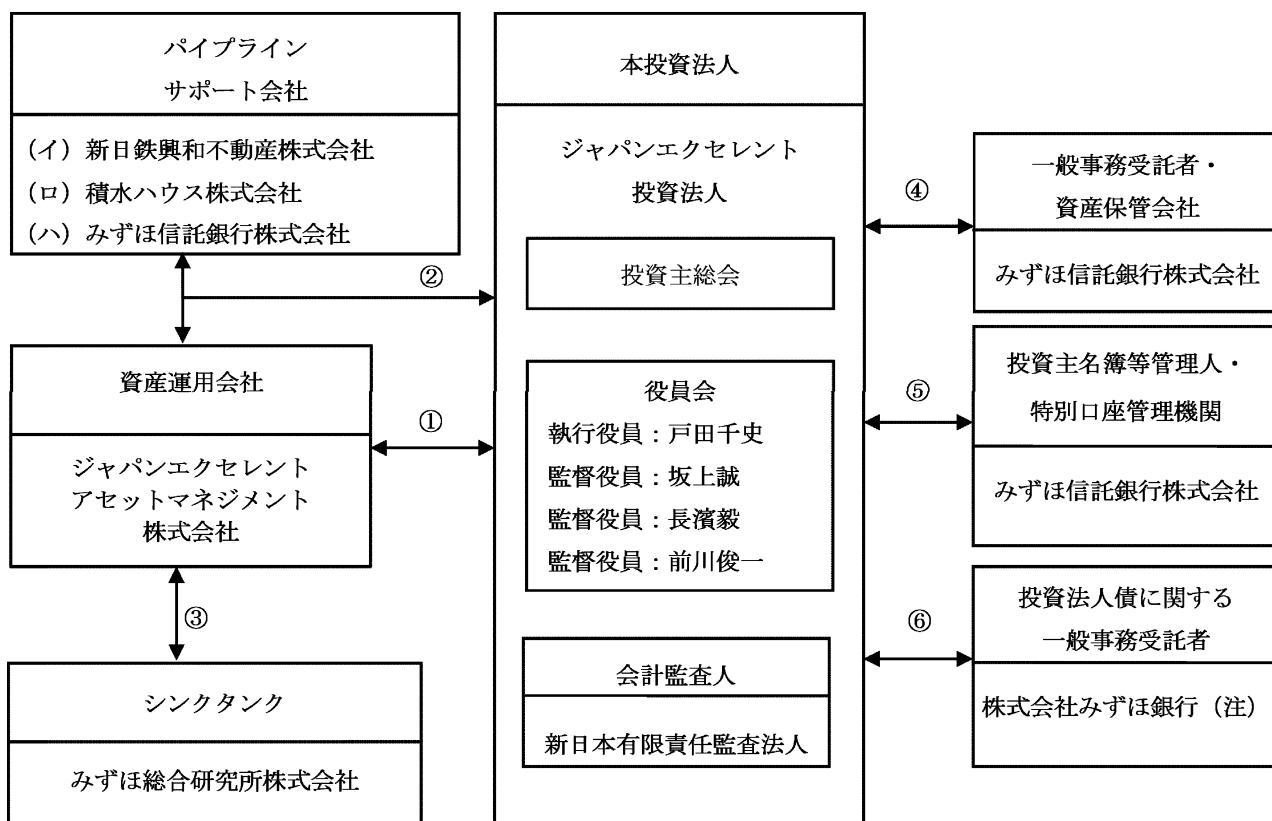 パイプライン
サポート会社
(イ) 新日鉄興和不動産株式会社
(ロ) 積水ハウス株式会社
(ハ) みずほ信託銀行株式会社
②
資産運用会社
ジャパンエクセレント
アセットマネジメント
株式会社
①
③
シンクタンク
みずほ総合研究所株式会社
本投資法人
ジャパンエクセレント
投資法人
投資主総会
役員会
執行役員：戸田千史
監督役員：坂上誠
監督役員：長濱毅
監督役員：前川俊一
会計監査人
新日本有限責任監査法人
④
一般事務受託者・
資産保管会社
みずほ信託銀行株式会社
⑤
投資主名簿等管理人・
特別口座管理機関
みずほ信託銀行株式会社
⑥
投資法人債に関する
一般事務受託者
株式会社みずほ銀行（注）